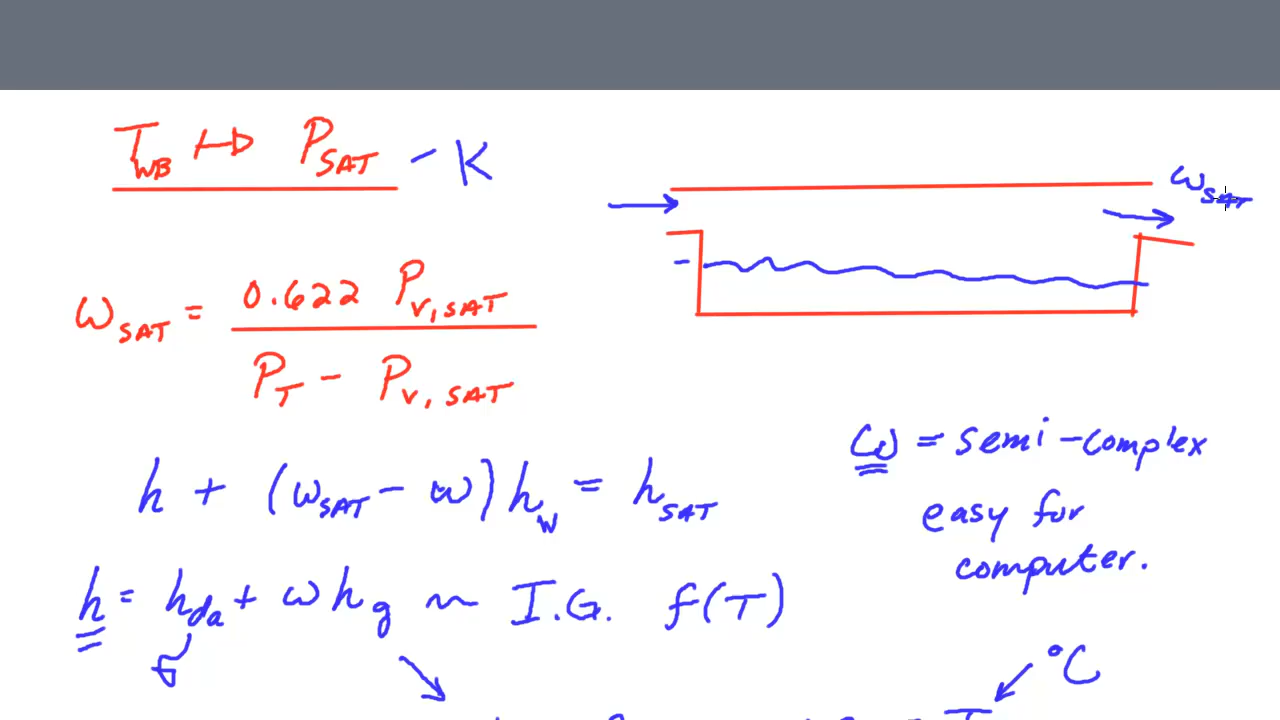 T_WB ↦ P_SAT - K
ω_SAT
ω_SAT = 0.622 P_v,SAT / P_T - P_v,SAT
h + (ω_SAT - ω) h_w = h_SAT
ω = semi-complex
easy for
computer.
h = h_da + ω h_g ~ I.G. f(T)
°C